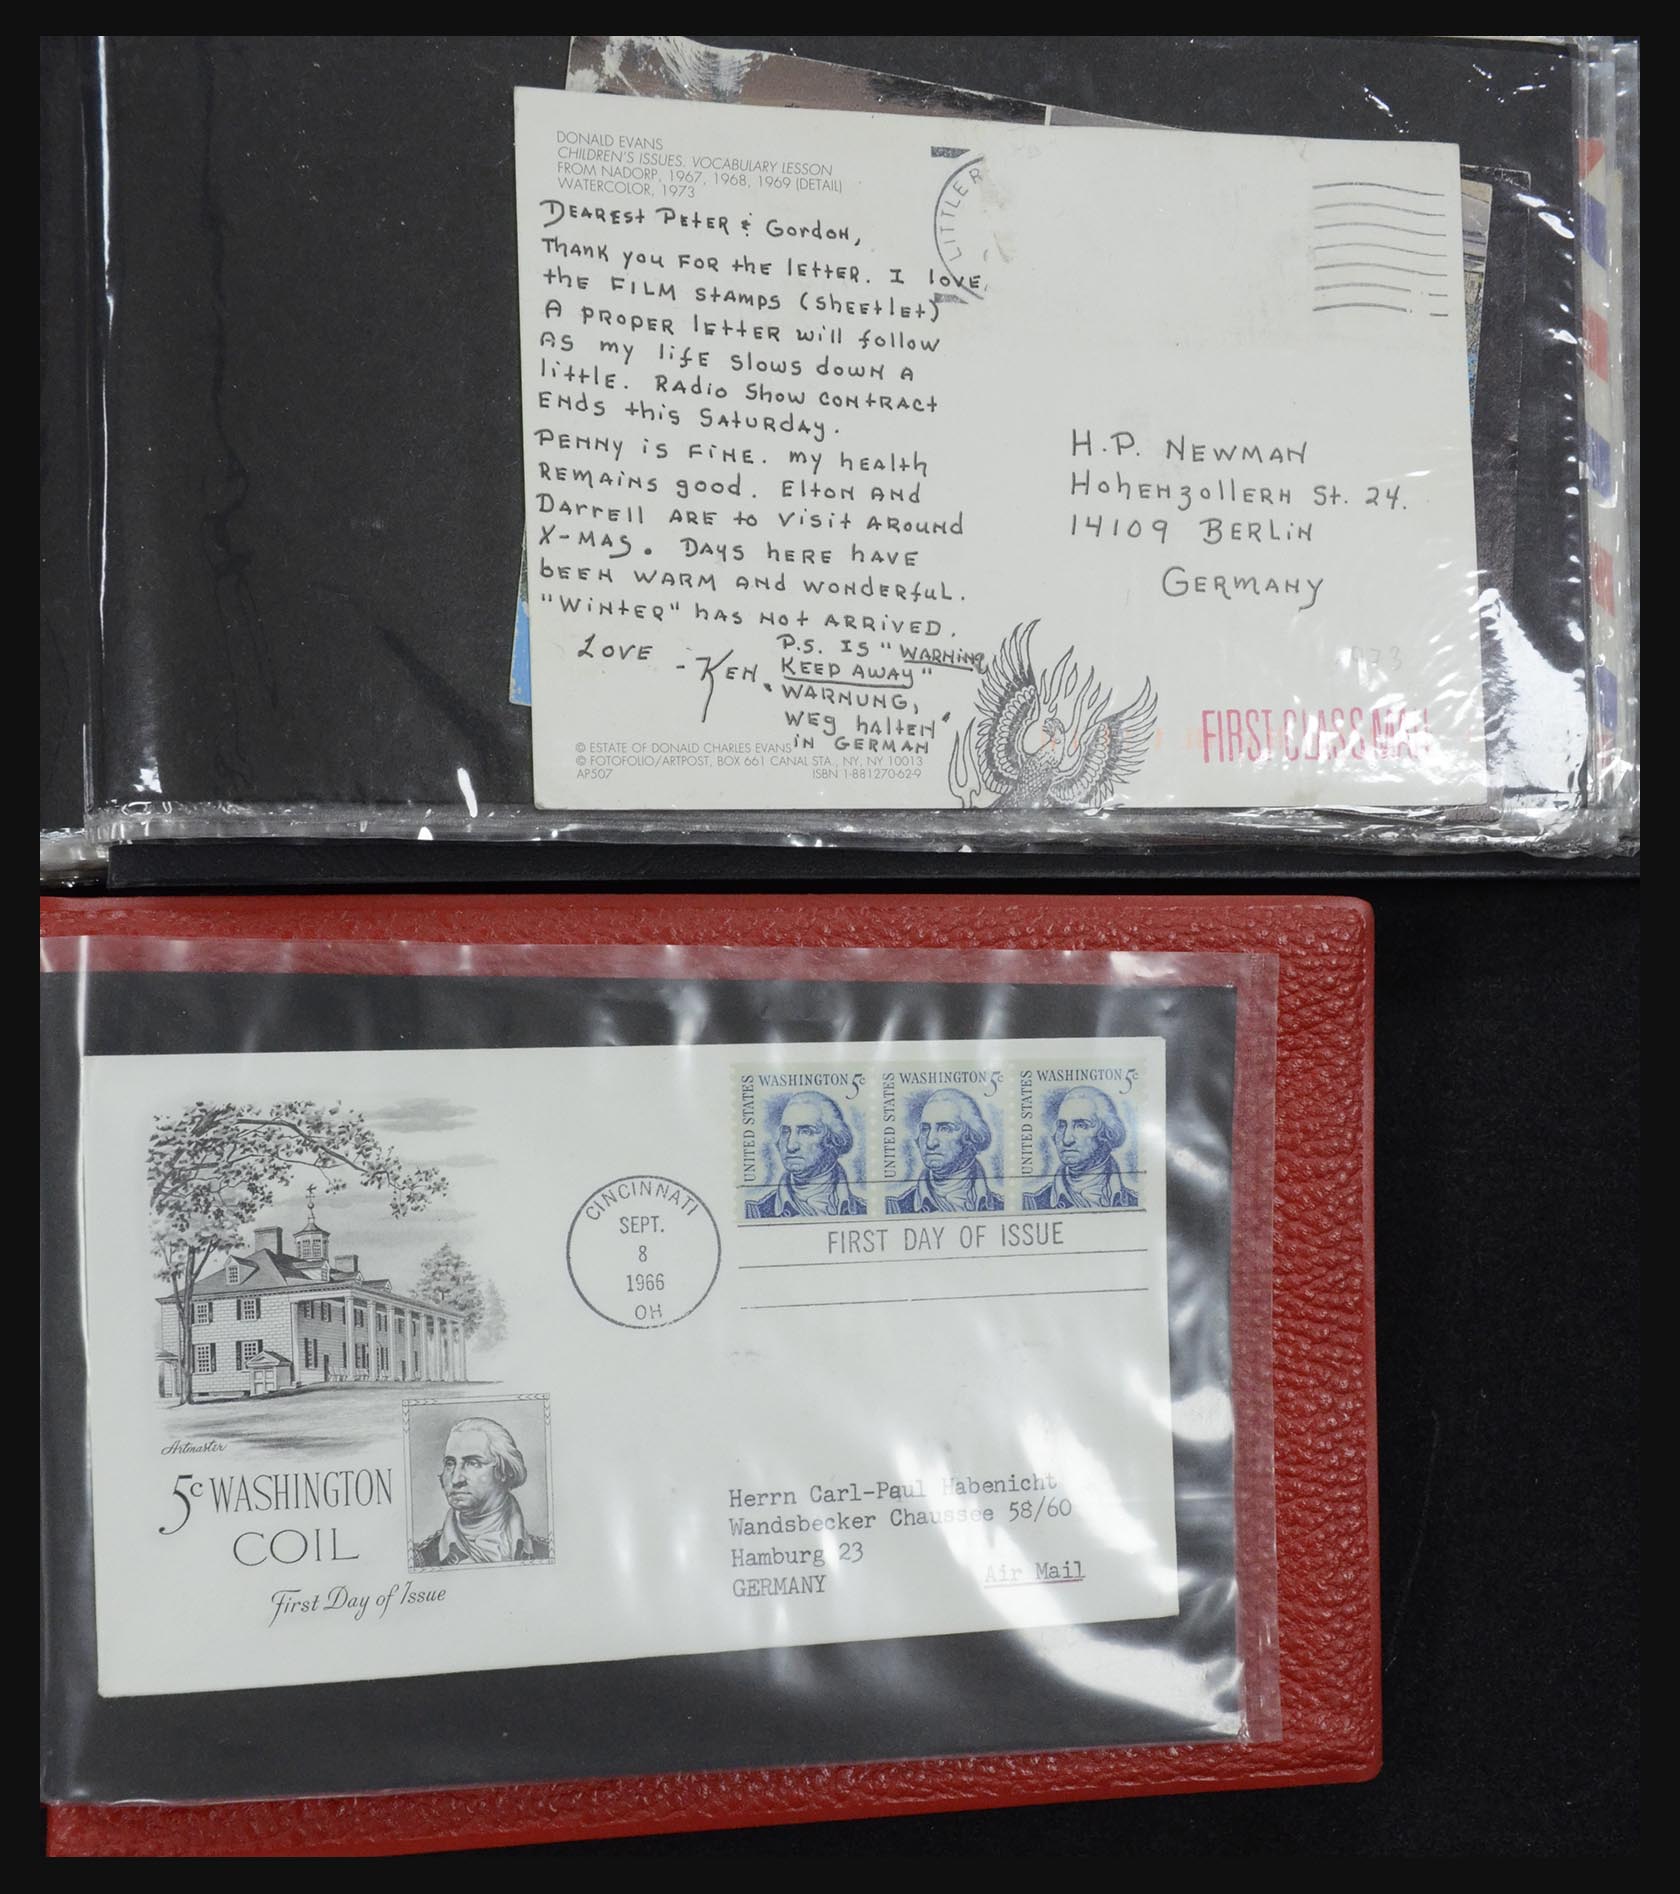 DONALD EVANS
CHILDREN'S ISSUES. VOCABULARY LESSON
FROM NADORP, 1967, 1968, 1969 (DETAIL)
WATERCOLOR, 1973
DEAREST PETER & GORDON,
THANK YOU FOR THE LETTER. I LOVE
THE FILM STAMPS (SHEETLET)
A PROPER LETTER WILL FOLLOW
AS MY LIFE SLOWS DOWN A
LITTLE. RADIO SHOW CONTRACT
ENDS THIS SATURDAY.
PENNY IS FINE. MY HEALTH
REMAINS GOOD. ELTON AND
DARRELL ARE TO VISIT AROUND
X-MAS. DAYS HERE HAVE
BEEN WARM AND WONDERFUL.
"WINTER" HAS NOT ARRIVED.
LOVE - KEN.
P.S. IS "WARNING
KEEP AWAY"
"WARNUNG,
WEG HALTEN"
IN GERMAN
© ESTATE OF DONALD CHARLES EVANS
© FOTOFOLIO/ARTPOST, BOX 661 CANAL STA., NY, NY 10013
AP507 ISBN 1-881270-62-9
LITTLER
H.P. NEWMAN
HOHENZOLLERN ST. 24.
14109 BERLIN
GERMANY
FIRST CLASS MAIL
UNITED STATES WASHINGTON 5c
UNITED STATES WASHINGTON 5c
UNITED STATES WASHINGTON 5c
CINCINNATI
SEPT.
8
1966
OH
FIRST DAY OF ISSUE
Artmaster
5c WASHINGTON
COIL
First Day of Issue
Herrn Carl-Paul Habenicht
Wandsbecker Chaussee 58/60
Hamburg 23
GERMANY
Air Mail